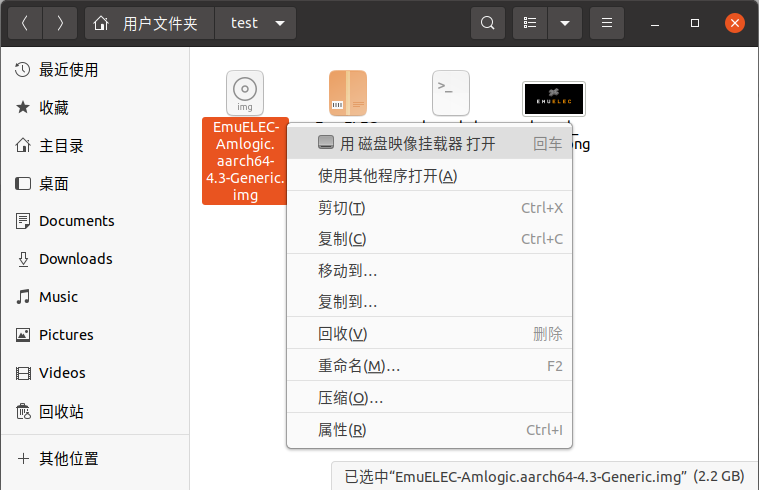 用户文件夹
test
最近使用
收藏
主目录
桌面
Documents
Downloads
Music
Pictures
Videos
回收站
其他位置
img
EmuELEC-
Amlogic.
aarch64-
4.3-Generic.
img
>_
EMUELEC
用 磁盘映像挂载器 打开 回车
使用其他程序打开(A)
剪切(T) Ctrl+X
复制(C) Ctrl+C
移动到…
复制到…
回收(V) 删除
重命名(M)… F2
压缩(O)…
属性(R) Ctrl+I
已选中“EmuELEC-Amlogic.aarch64-4.3-Generic.img” (2.2 GB)